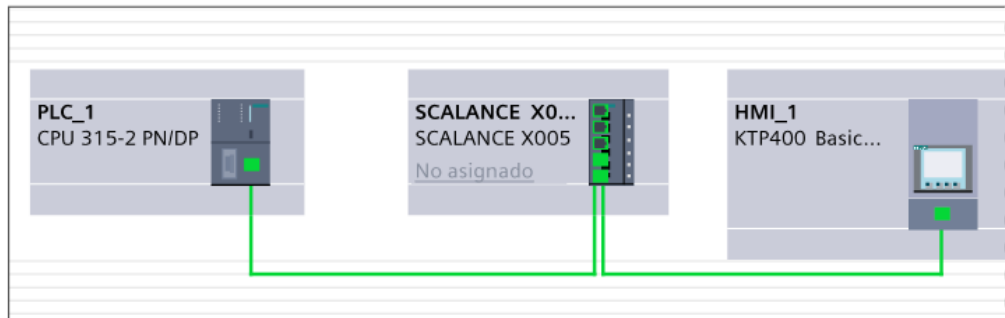 PLC_1
CPU 315-2 PN/DP
SCALANCE X0...
SCALANCE X005
No asignado
HMI_1
KTP400 Basic...